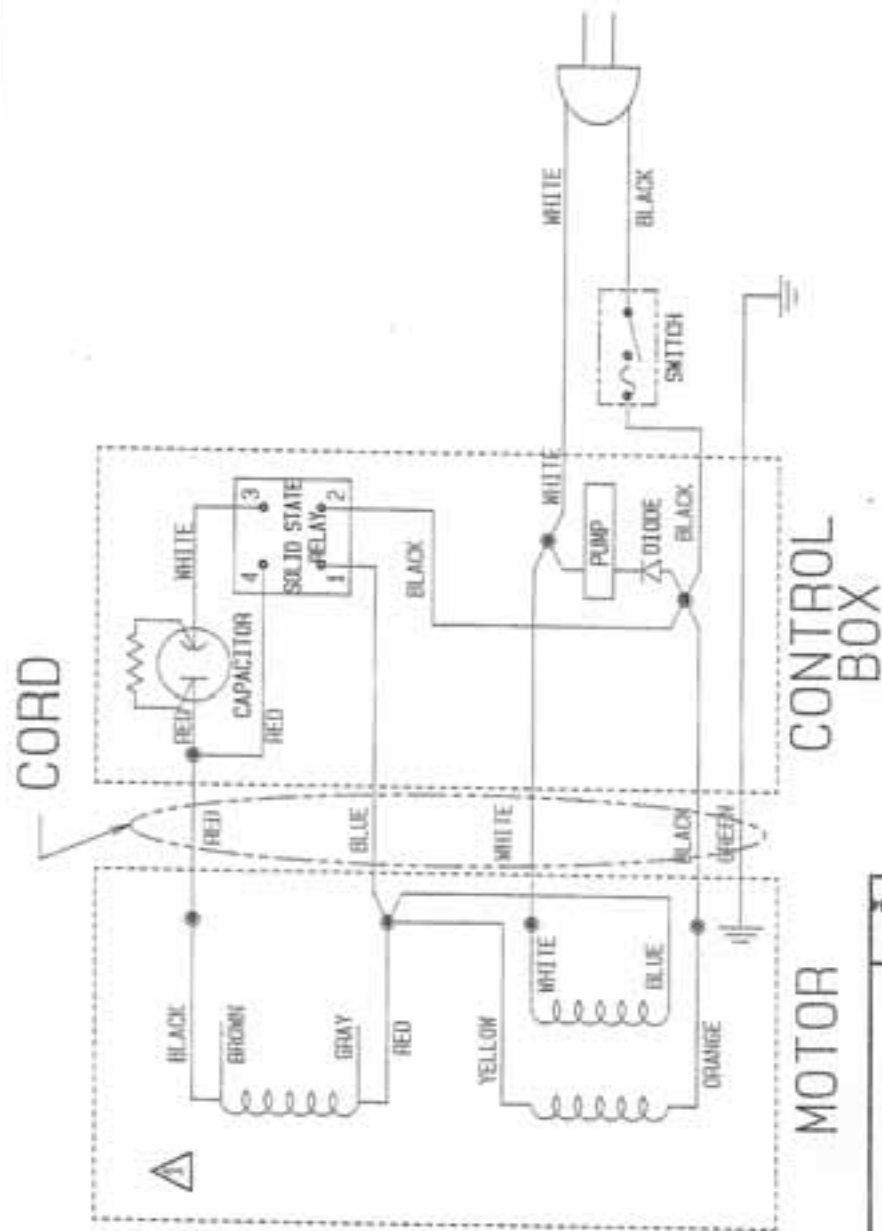 CORD
MOTOR
CONTROL
BOX
1
BLACK
BROWN
GRAY
RED
YELLOW
WHITE
BLUE
ORANGE
RED
BLUE
WHITE
BLACK
GREEN
RED
RED
CAPACITOR
WHITE
4
3
SOLID STATE
RELAY
1
2
BLACK
WHITE
PUMP
DIODE
BLACK
SWITCH
WHITE
BLACK